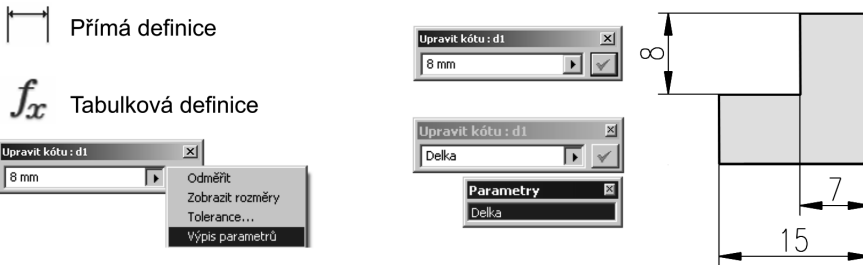 Přímá definice
fx Tabulková definice
Upravit kótu : d1
8 mm
Odměřit
Zobrazit rozměry
Tolerance...
Výpis parametrů
Upravit kótu : d1
8 mm
Upravit kótu : d1
Delka
Parametry
Delka
8
7
15